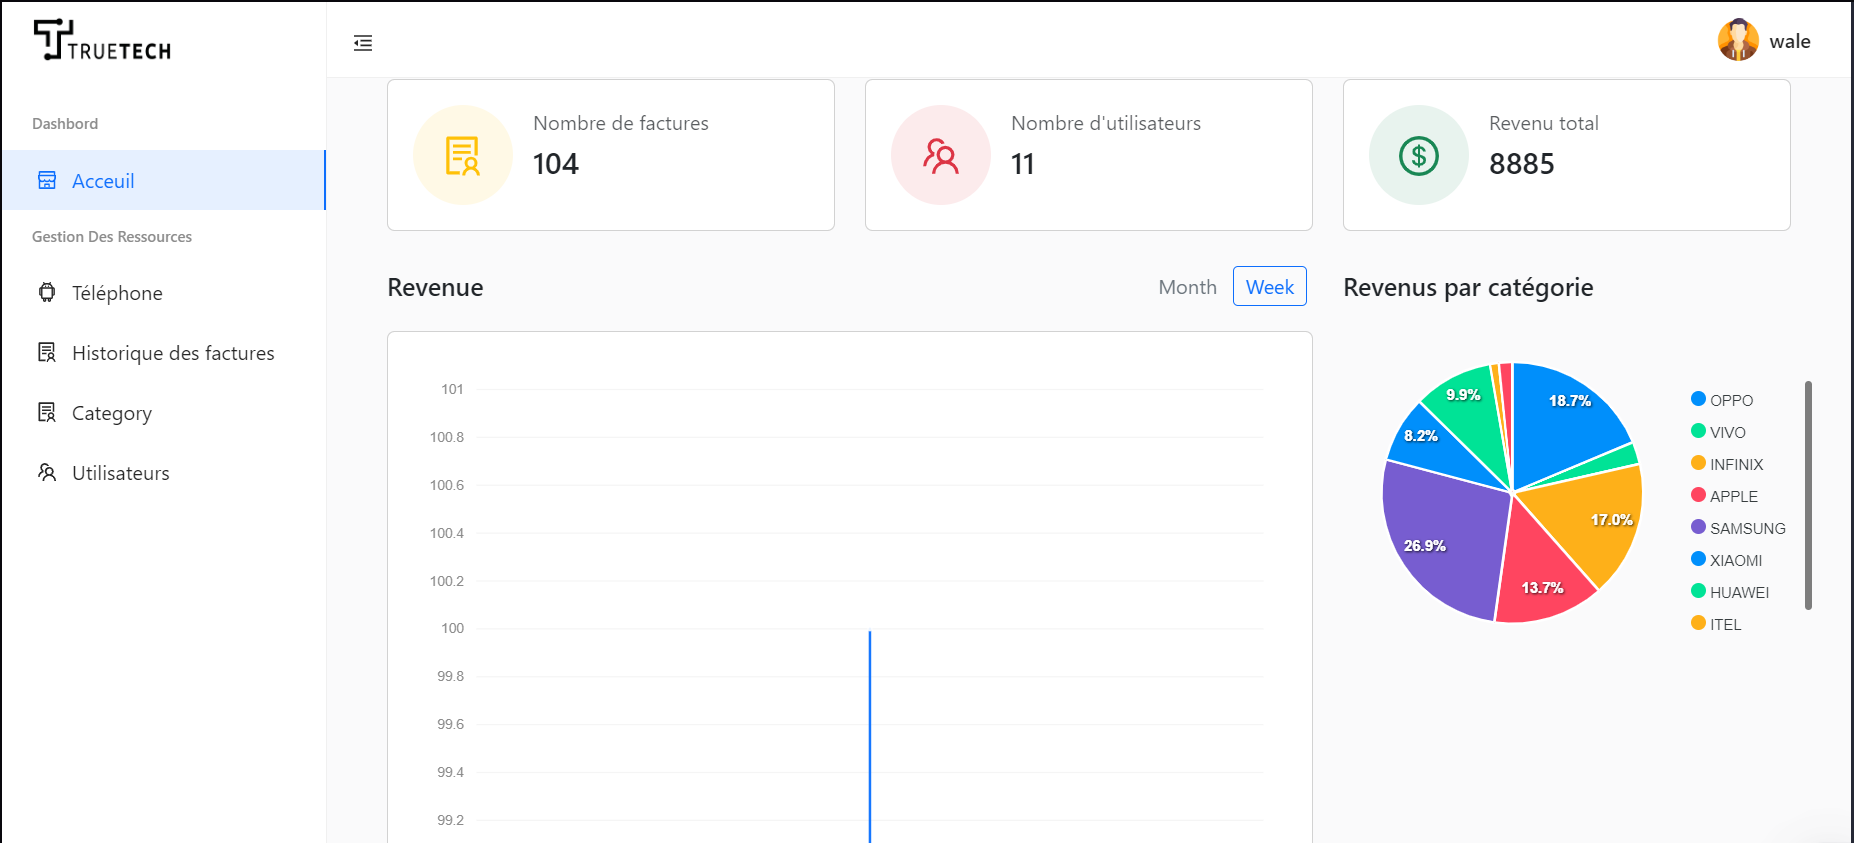 TRUETECH
wale
Dashbord
Acceuil
Gestion Des Ressources
Téléphone
Historique des factures
Category
Utilisateurs
Nombre de factures
104
Nombre d'utilisateurs
11
Revenu total
8885
Revenue
Month
Week
101
100.8
100.6
100.4
100.2
100
99.8
99.6
99.4
99.2
Revenus par catégorie
9.9%
18.7%
8.2%
17.0%
26.9%
13.7%
OPPO
VIVO
INFINIX
APPLE
SAMSUNG
XIAOMI
HUAWEI
ITEL